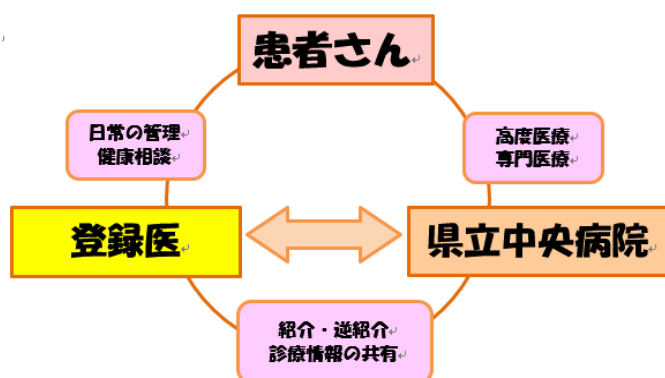 患者さん
日常の管理
健康相談
高度医療
専門医療
登録医
県立中央病院
紹介・逆紹介
診療情報の共有